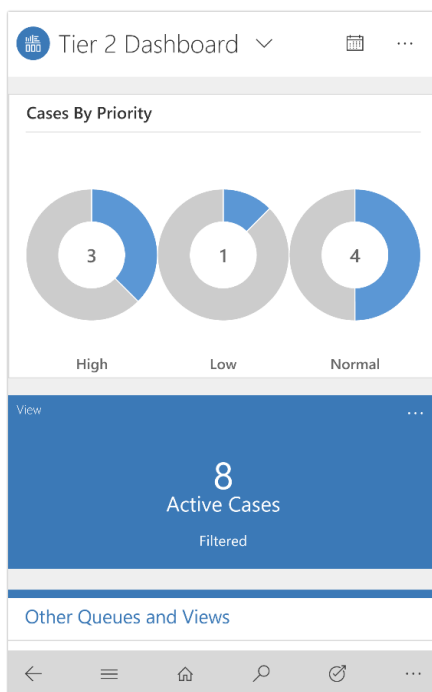 Tier 2 Dashboard
Cases By Priority
3 1 4
High Low Normal
View
8
Active Cases
Filtered
Other Queues and Views